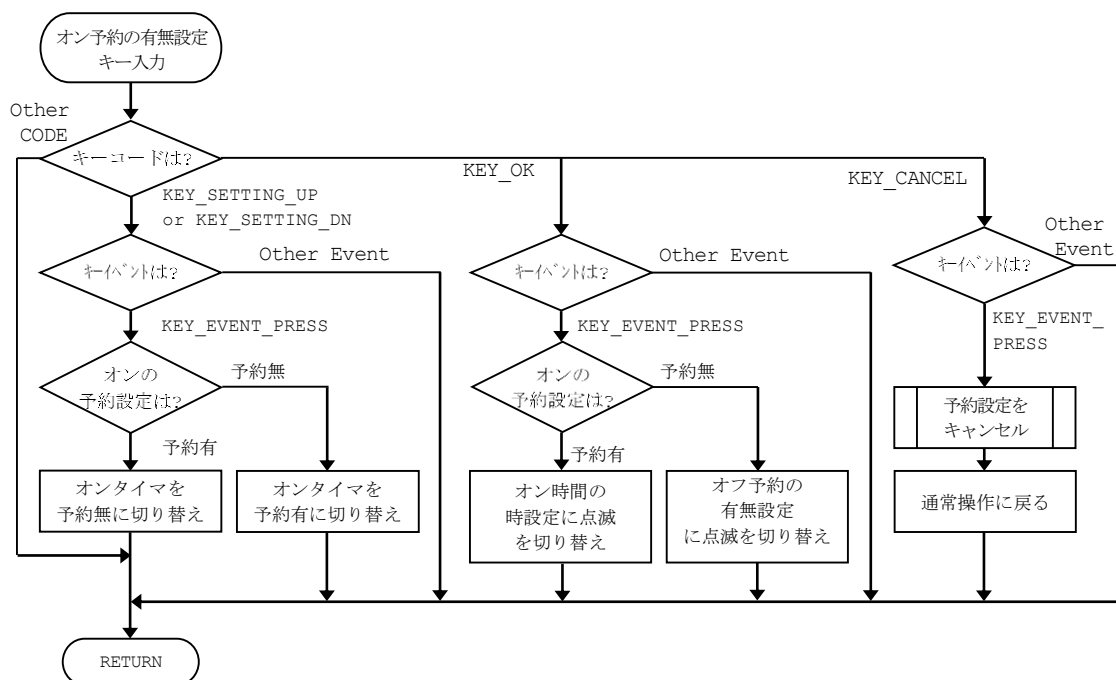 オン予約の有無設定
キー入力
Other
CODE
キーコードは?
KEY_SETTING_UP
or KEY_SETTING_DN
KEY_OK
KEY_CANCEL
キーイベントは?
Other Event
キーイベントは?
Other Event
キーイベントは?
Other
Event
KEY_EVENT_PRESS
KEY_EVENT_PRESS
KEY_EVENT_
PRESS
オンの
予約設定は?
予約無
予約有
オンの
予約設定は?
予約無
予約有
予約設定を
キャンセル
オンタイマを
予約無に切り替え
オンタイマを
予約有に切り替え
オン時間の
時設定に点滅
を切り替え
オフ予約の
有無設定
に点滅を切り替え
通常操作に戻る
RETURN